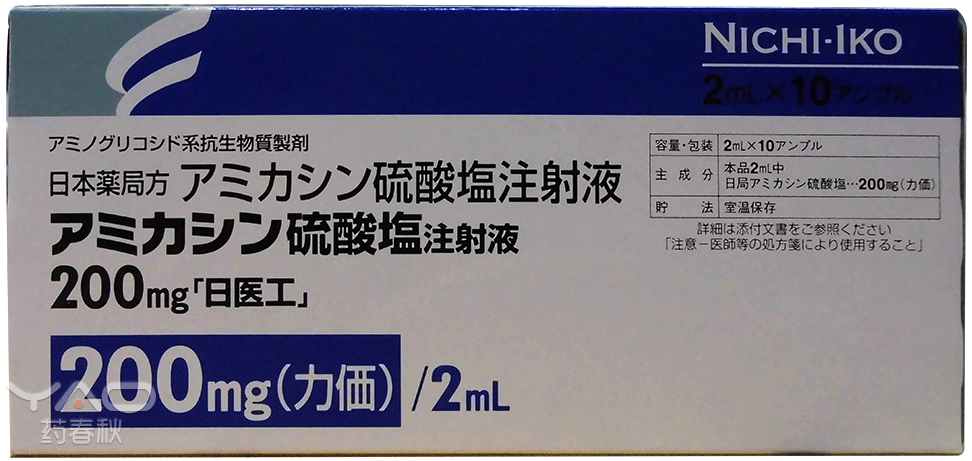 NICHI-IKO
2mL×10アンプル
アミノグリコシド系抗生物質製剤
日本薬局方 アミカシン硫酸塩注射液
アミカシン硫酸塩注射液
200mg「日医工」
200mg(力価)/2mL
容量・包装 2mL×10アンプル
主成分 本品2mL中
日局アミカシン硫酸塩…200mg(力価)
貯法 室温保存
詳細は添付文書をご参照ください
「注意-医師等の処方箋により使用すること」
YAO
药春秋